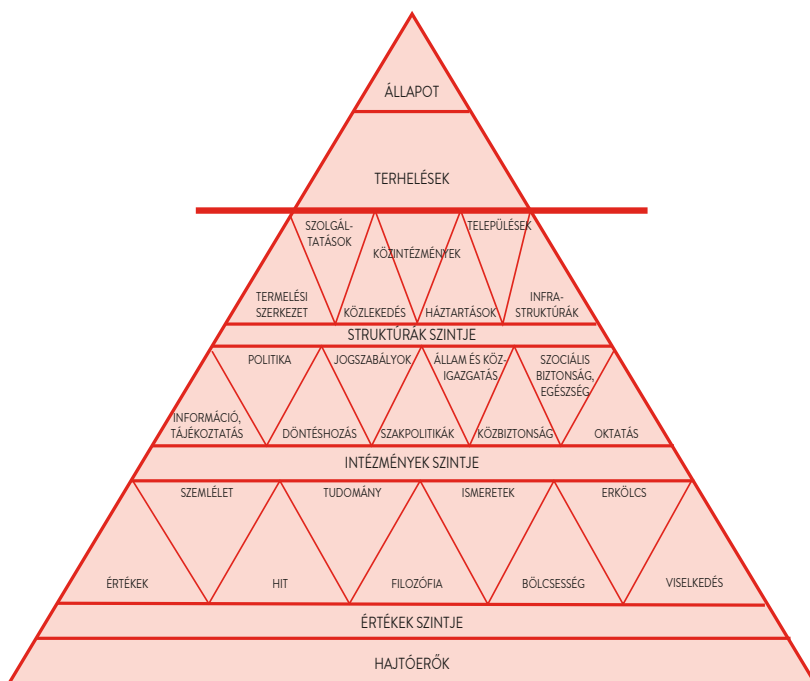 ÁLLAPOT
TERHELÉSEK
SZOLGÁL-
TATÁSOK
KÖZINTÉZMÉNYEK
TELEPÜLÉSEK
TERMELÉSI
SZERKEZET
KÖZLEKEDÉS
HÁZTARTÁSOK
INFRA-
STRUKTÚRÁK
STRUKTÚRÁK SZINTJE
POLITIKA
JOGSZABÁLYOK
ÁLLAM ÉS KÖZ-
IGAZGATÁS
SZOCIÁLIS
BIZTONSÁG,
EGÉSZSÉG
INFORMÁCIÓ,
TÁJÉKOZTATÁS
DÖNTÉSHOZÁS
SZAKPOLITIKÁK
KÖZBIZTONSÁG
OKTATÁS
INTÉZMÉNYEK SZINTJE
SZEMLÉLET
TUDOMÁNY
ISMERETEK
ERKÖLCS
ÉRTÉKEK
HIT
FILOZÓFIA
BÖLCSESSÉG
VISELKEDÉS
ÉRTÉKEK SZINTJE
HAJTÓERŐK